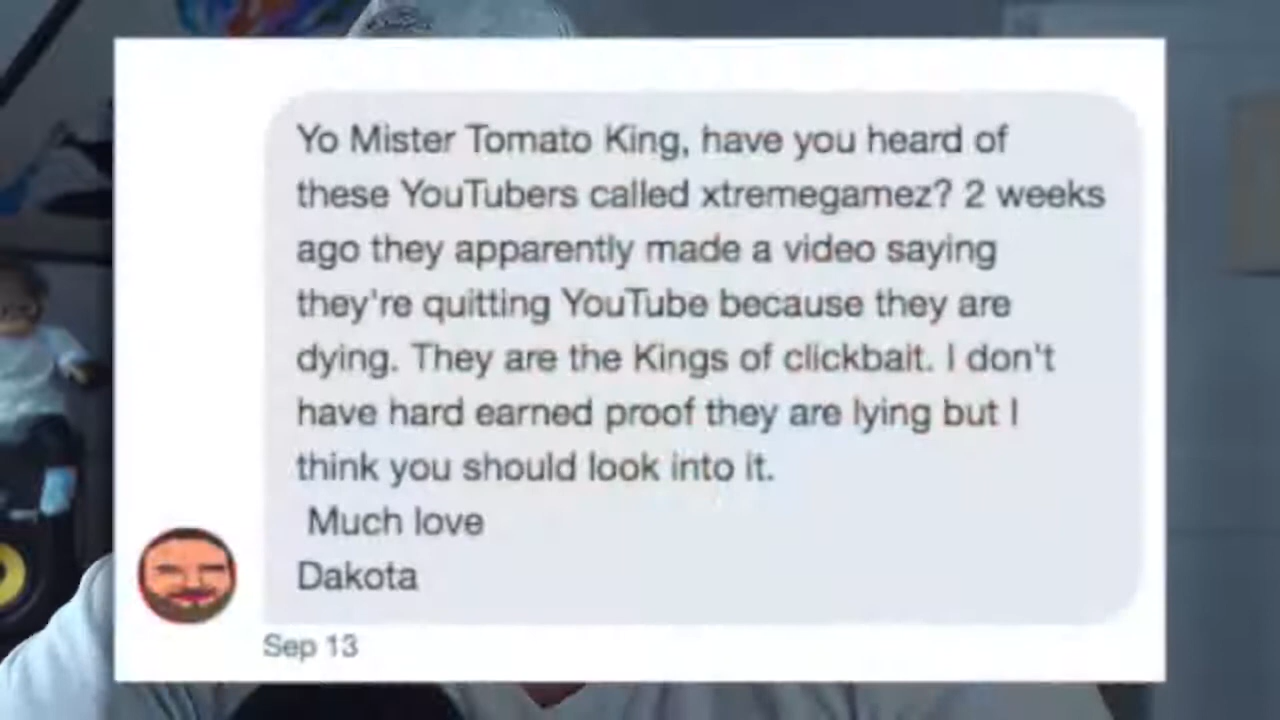 Yo Mister Tomato King, have you heard of
these YouTubers called xtremegamez? 2 weeks
ago they apparently made a video saying
they're quitting YouTube because they are
dying. They are the Kings of clickbait. I don't
have hard earned proof they are lying but I
think you should look into it.
Much love
Dakota
Sep 13